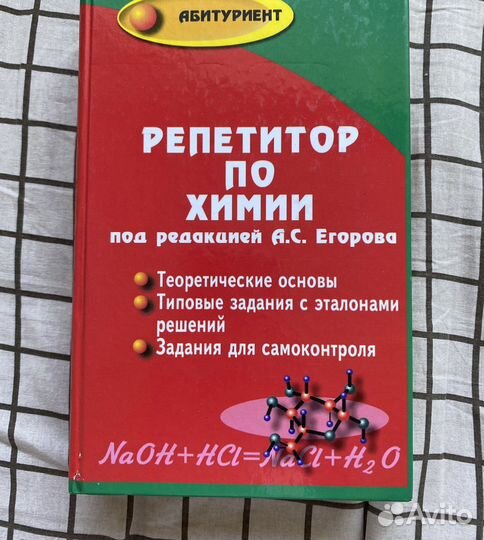 АБИТУРИЕНТ
РЕПЕТИТОР
ПО
ХИМИИ
под редакцией А.С. Егорова
Теоретические основы
Типовые задания с эталонами
решений
Задания для самоконтроля
NaOH+HCl=NaCl+H₂O
Avito